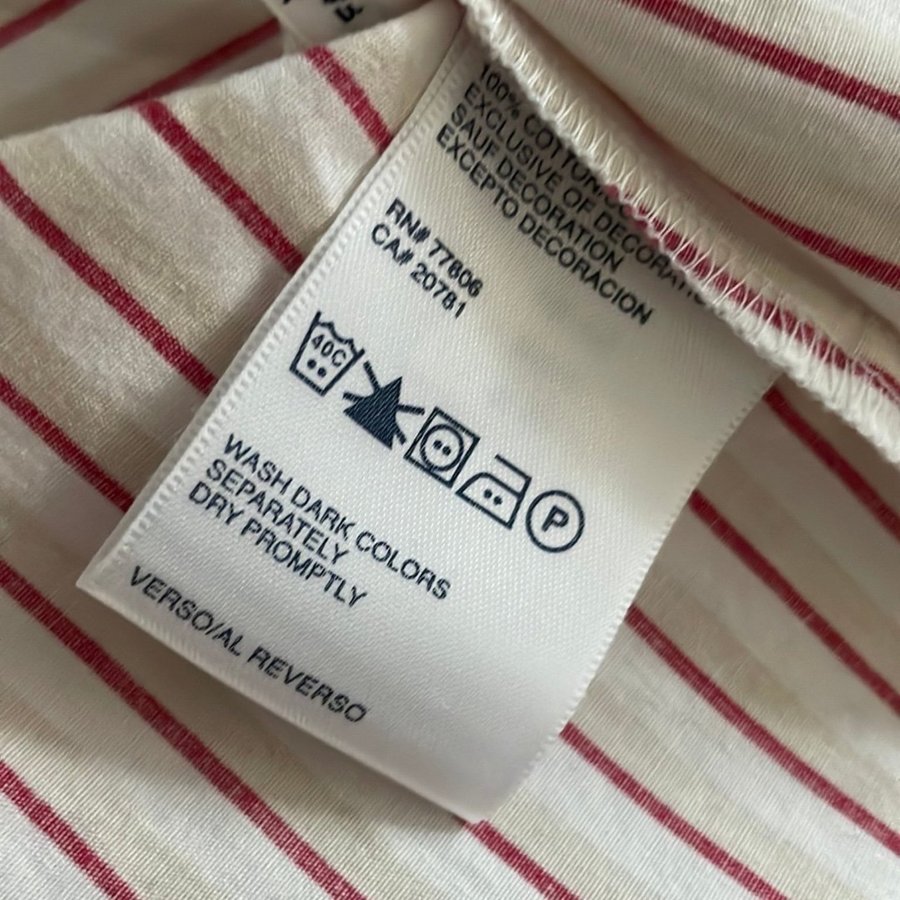 100% COTTON
EXCLUSIVE OF DECORATION
SAUF DECORATION
EXCEPTO DECORACION
RN# 77806
CA# 20781
40C
P
WASH DARK COLORS
SEPARATELY
DRY PROMPTLY
VERSO/AL REVERSO